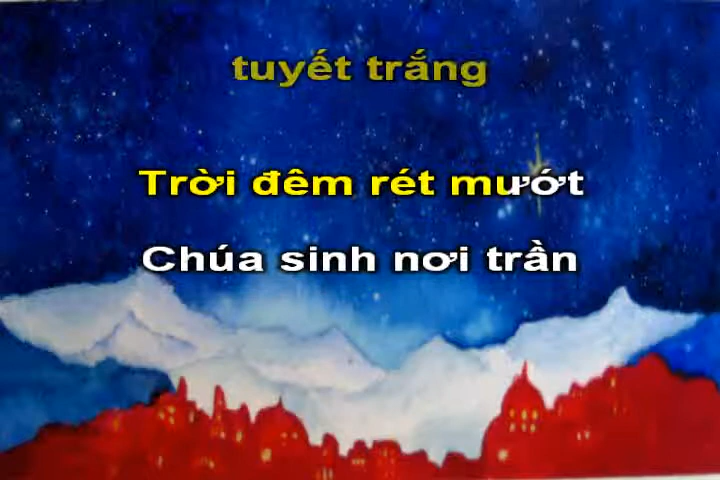 tuyết trắng
Trời đêm rét mướt
Chúa sinh nơi trần